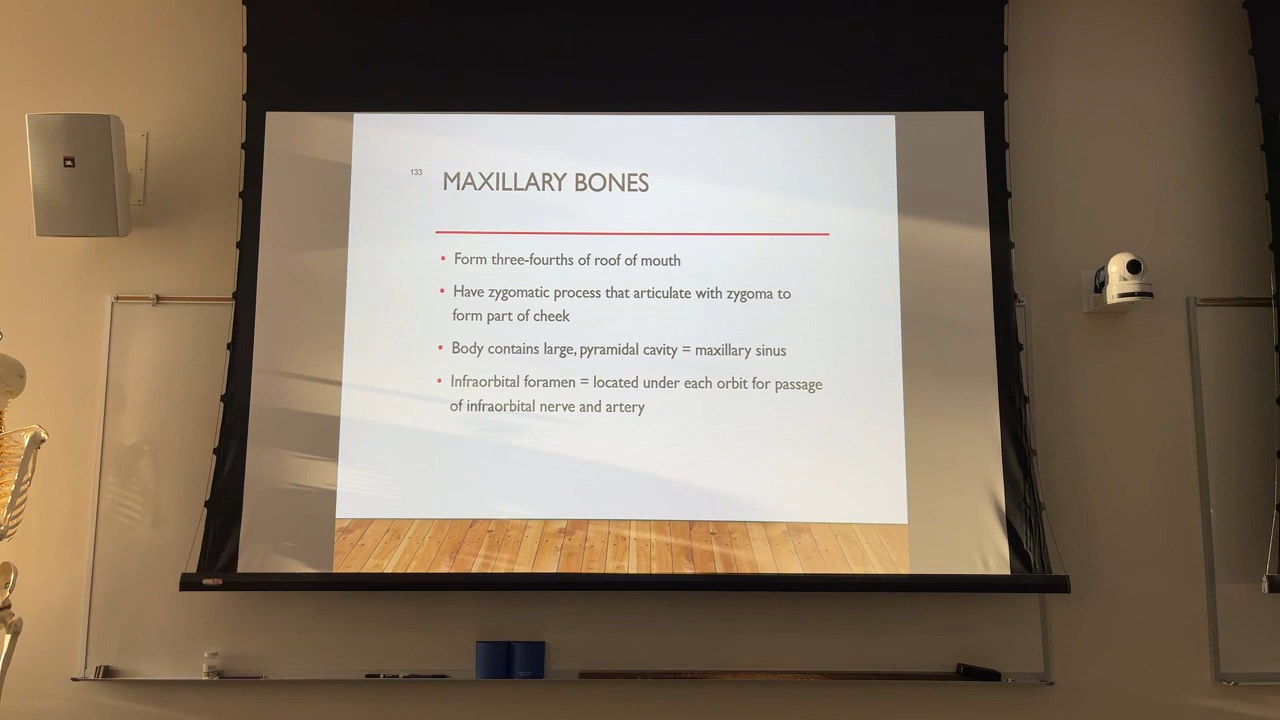 133
MAXILLARY BONES
• Form three-fourths of roof of mouth
• Have zygomatic process that articulate with zygoma to
form part of cheek
• Body contains large, pyramidal cavity = maxillary sinus
• Infraorbital foramen = located under each orbit for passage
of infraorbital nerve and artery